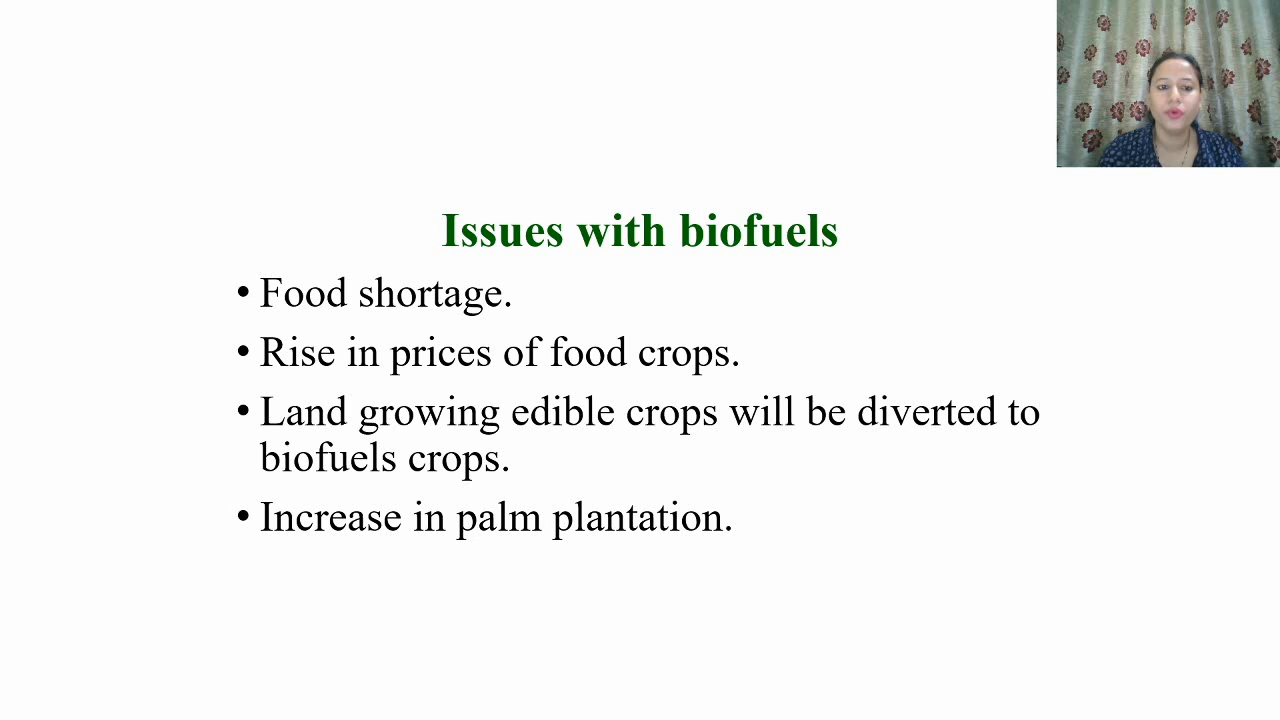 Issues with biofuels
• Food shortage.
• Rise in prices of food crops.
• Land growing edible crops will be diverted to
biofuels crops.
• Increase in palm plantation.